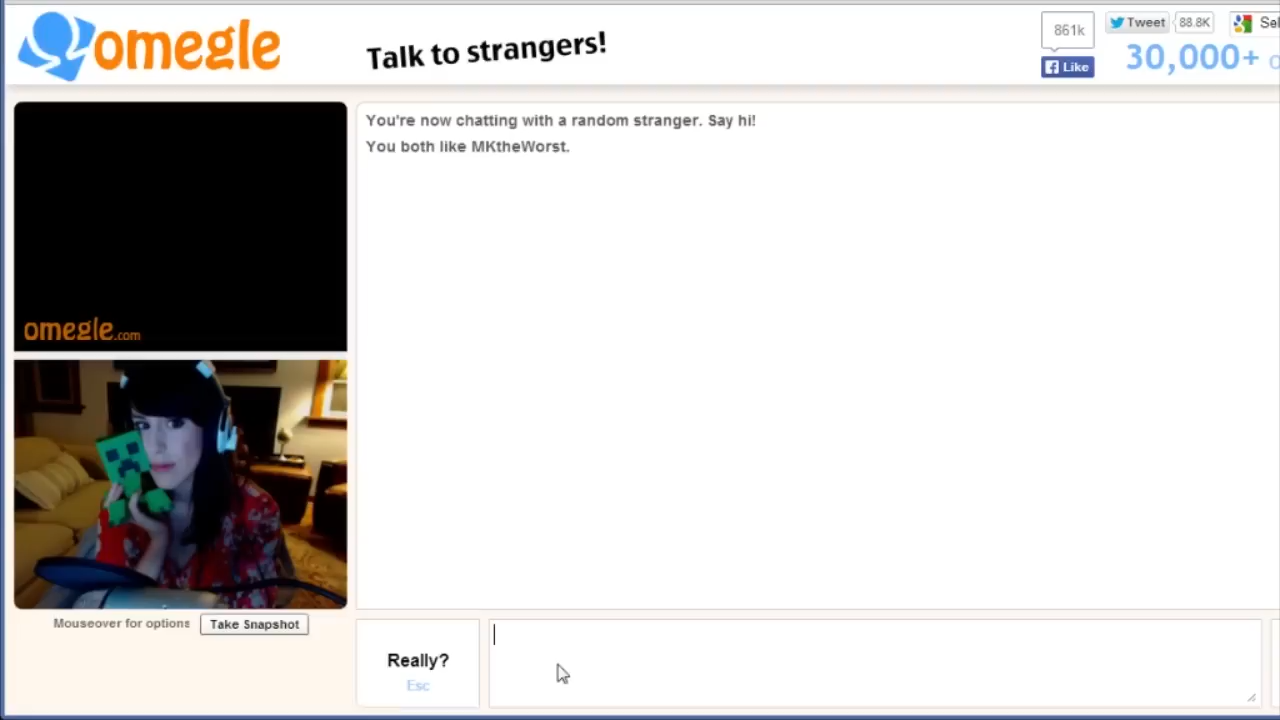 omegle
Talk to strangers!
861k
Like
Tweet
88.8K
30,000+
You're now chatting with a random stranger. Say hi!
You both like MKtheWorst.
omegle.com
Mouseover for options
Take Snapshot
Really?
Esc